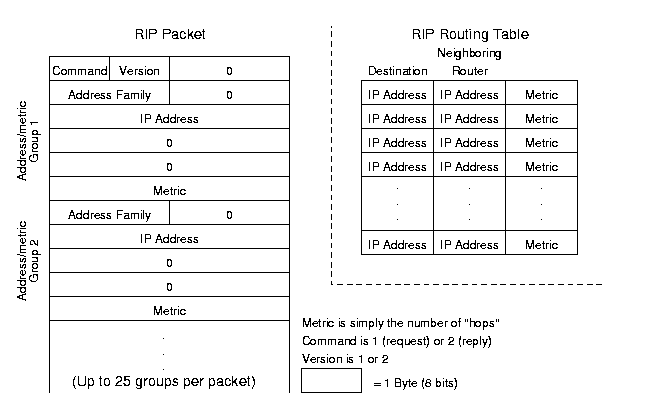 RIP Packet
Command Version 0
Address Family 0
IP Address
0
0
Metric
Address Family 0
IP Address
0
0
Metric
(Up to 25 groups per packet)
Address/metric
Group 1
Address/metric
Group 2
RIP Routing Table
Neighboring
Destination Router
IP Address IP Address Metric
IP Address IP Address Metric
IP Address IP Address Metric
IP Address IP Address Metric
IP Address IP Address Metric
Metric is simply the number of "hops"
Command is 1 (request) or 2 (reply)
Version is 1 or 2
= 1 Byte (8 bits)